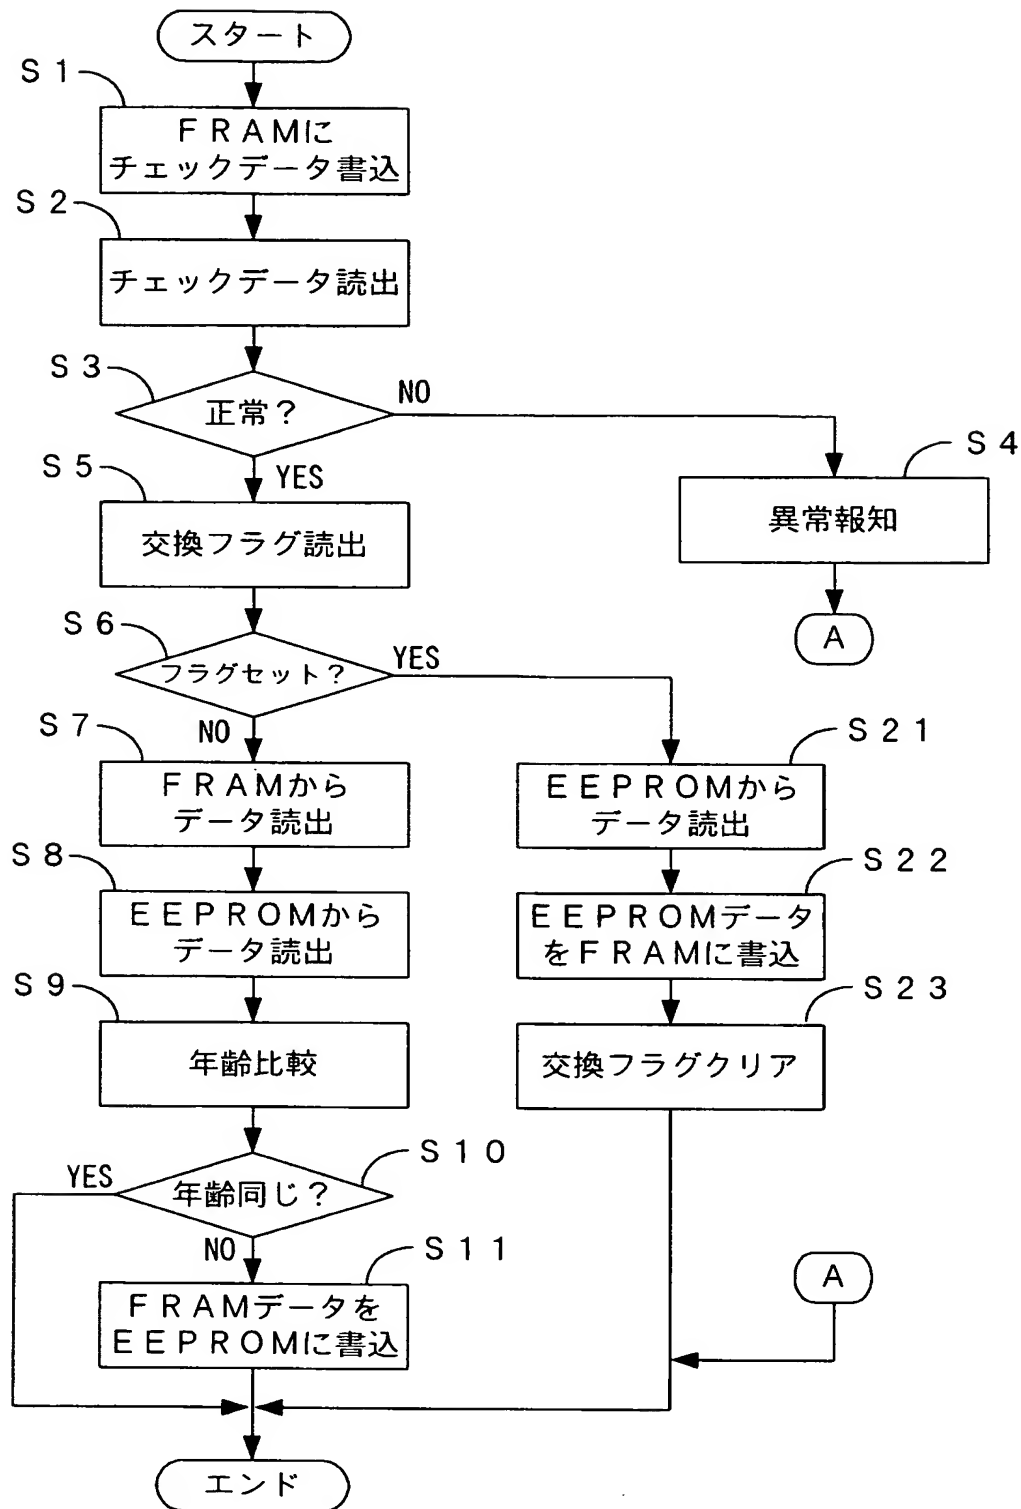 スタート
S1
FRAMに
チェックデータ書込
S2
チェックデータ読出
S3
正常?
NO
YES
S4
異常報知
A
S5
交換フラグ読出
S6
フラグセット?
YES
NO
S7
FRAMから
データ読出
S21
EEPROMから
データ読出
S8
EEPROMから
データ読出
S22
EEPROMデータ
をFRAMに書込
S9
年齢比較
S23
交換フラグクリア
S10
年齢同じ?
YES
NO
S11
FRAMデータを
EEPROMに書込
A
エンド